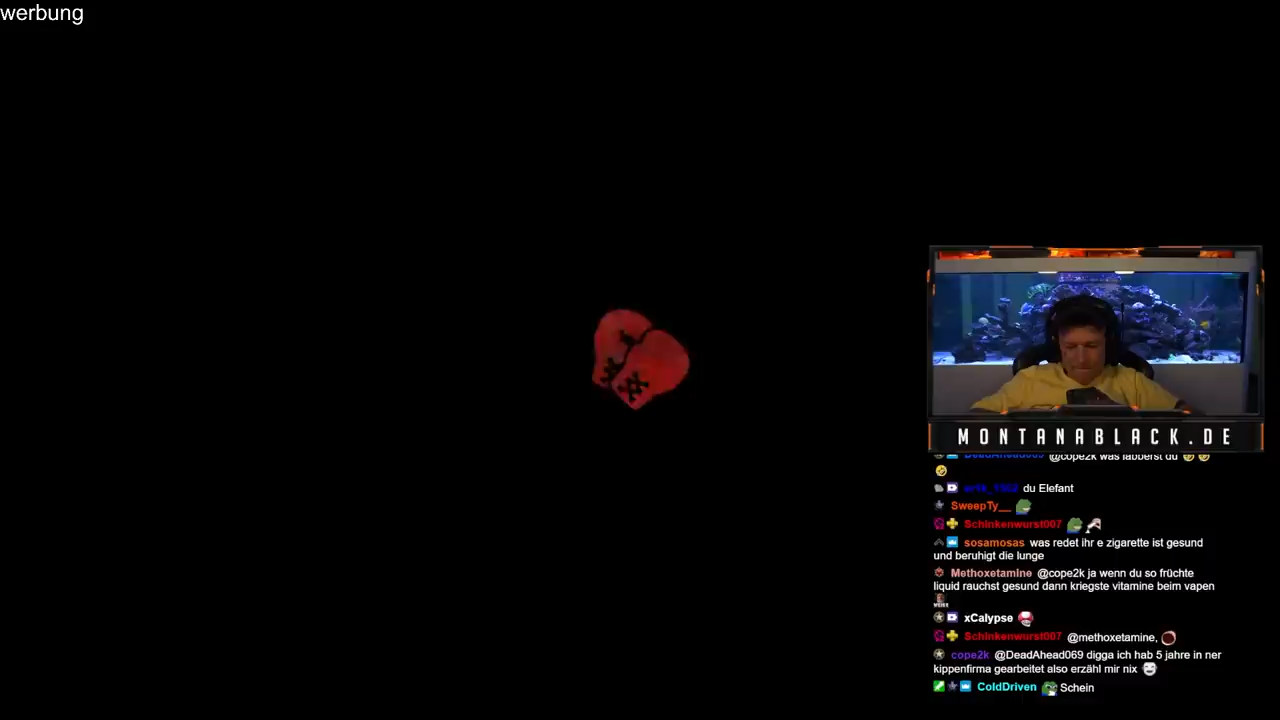 werbung
MONTANABLACK.DE
@cope2k was laberst du
du Elefant
SweepTy__
Schinkenwurst007
sosamosas was redet ihr e zigarette ist gesund
und beruhigt die lunge
Methoxetamine @cope2k ja wenn du so früchte
liquid rauchst gesund dann kriegste vitamine beim vapen
xCalypse
Schinkenwurst007 @methoxetamine,
cope2k @DeadAhead069 digga ich hab 5 jahre in ner
kippenfirma gearbeitet also erzähl mir nix
ColdDriven Schein